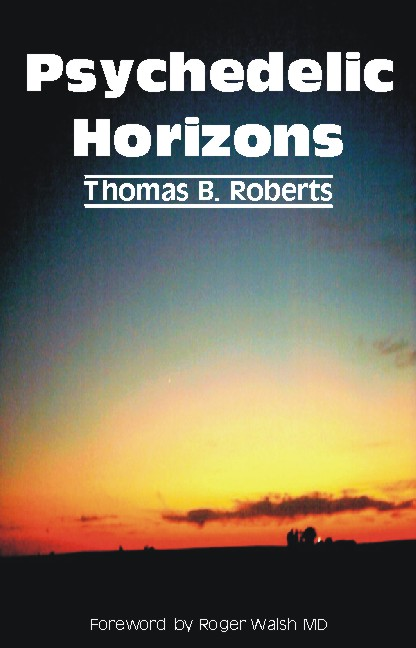 Psychedelic
Horizons
Thomas B. Roberts
Foreword by Roger Walsh MD